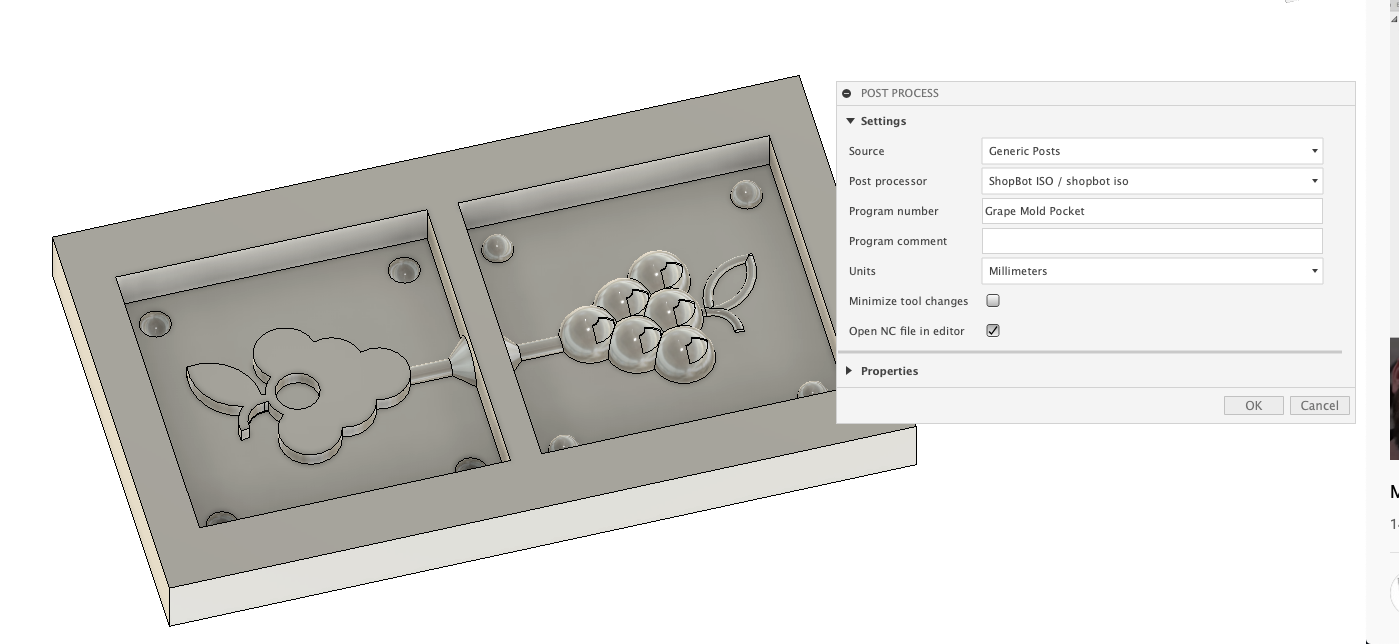 POST PROCESS
Settings
Source Generic Posts
Post processor ShopBot ISO / shopbot iso
Program number Grape Mold Pocket
Program comment
Units Millimeters
Minimize tool changes
Open NC file in editor
Properties
OK Cancel